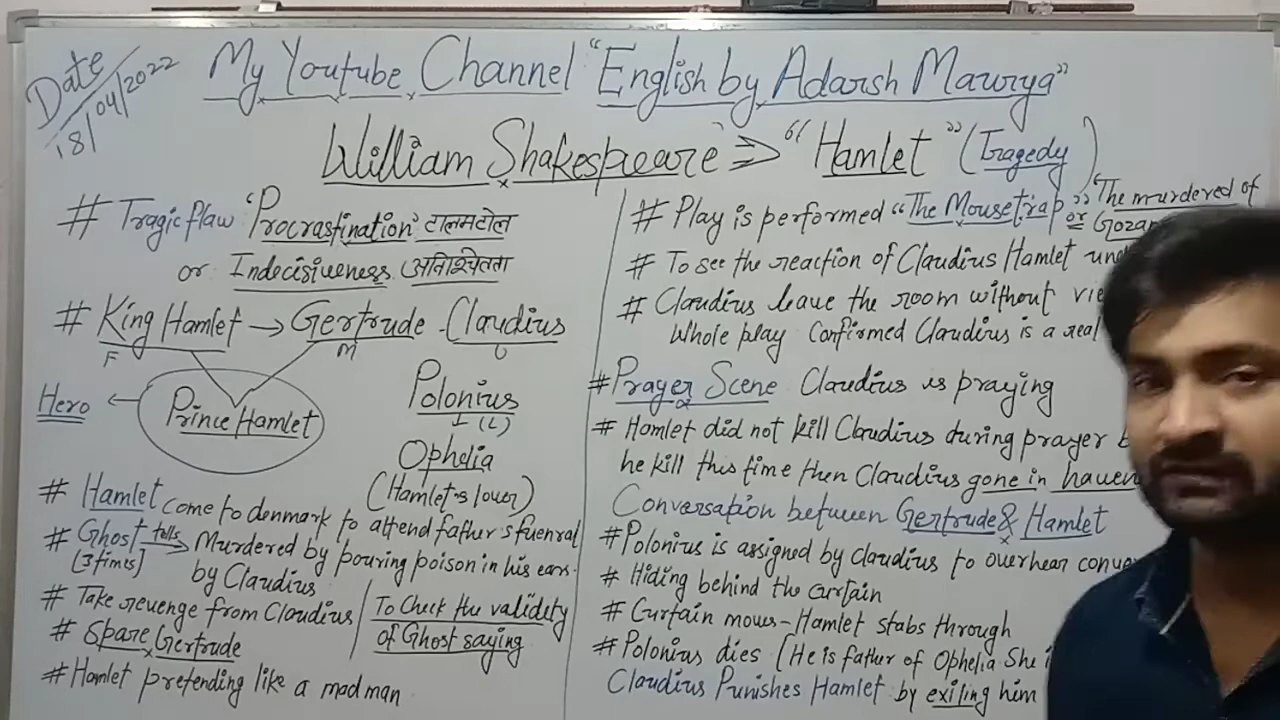 Date
18/04/2022
My Youtube Channel "English by Adarsh Mawrya"
William Shakespeare ⇒ "Hamlet" (Tragedy)
# Tragic flaw 'Procrastination' टालमटोल
or Indecisiveness अनिश्चितता
# King Hamlet → Gertrude - Claudius
F M U
Hero ← Prince Hamlet
Polonius
(L)
Ophelia
(Hamlet's lover)
# Hamlet come to denmark to attend father's fuenral
# Ghost tells → Murdered by pouring poison in his ears.
[3 times] by Claudius
# Take revenge from Claudius
To Check the validety
of Ghost saying
# Spare Gertrude
# Hamlet pretending like a mad man
# Play is performed "The Mousetrap" or "The murdered of
# To see the reaction of Claudius Hamlet
# Claudius leave the room without
Whole play confirmed Claudius is a real
# Prayer Scene Claudius is praying
# Hamlet did not kill Claudius during prayer
he kill this time then Claudius gone in haven
Conversation between Gertrude & Hamlet
# Polonius is assigned by Claudius to overhear
# Hiding behind the curtain
# Curtain moves - Hamlet stabs through
# Polonius dies (He is father of Ophelia She
Claudius Punishes Hamlet by exiling him